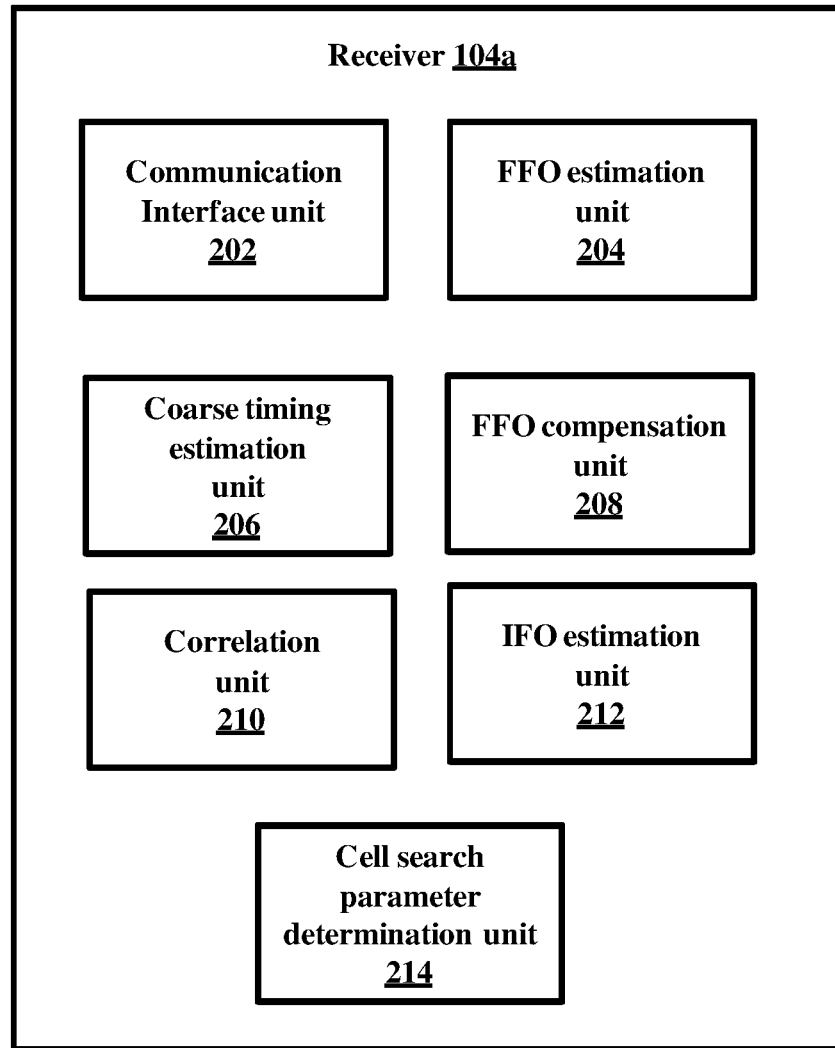 Receiver 104a
Communication
Interface unit
202
FFO estimation
unit
204
Coarse timing
estimation
unit
206
FFO compensation
unit
208
Correlation
unit
210
IFO estimation
unit
212
Cell search
parameter
determination unit
214